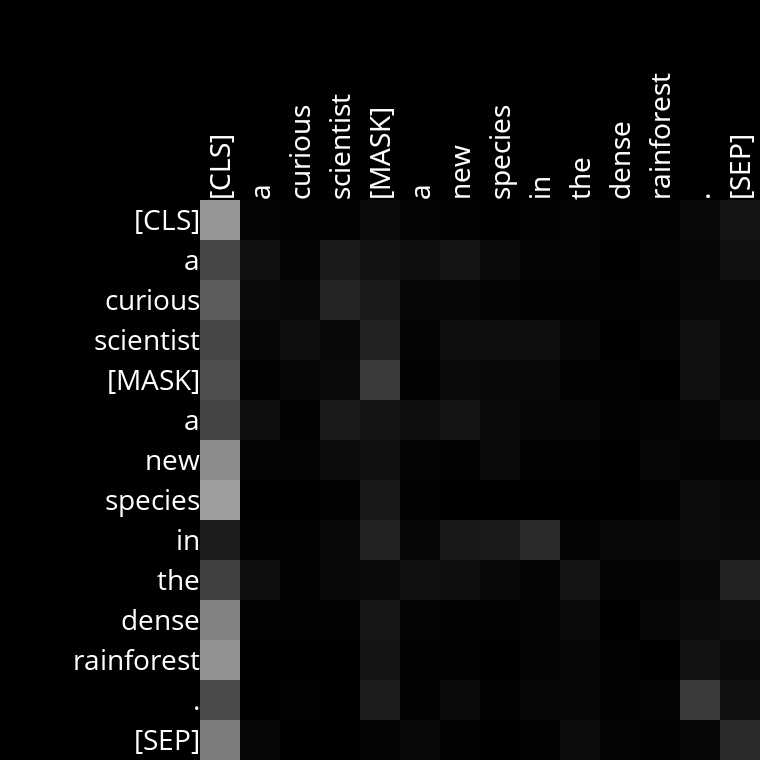 [CLS] a curious scientist [MASK] a new species in the dense rainforest . [SEP]
[CLS]
a
curious
scientist
[MASK]
a
new
species
in
the
dense
rainforest
.
[SEP]